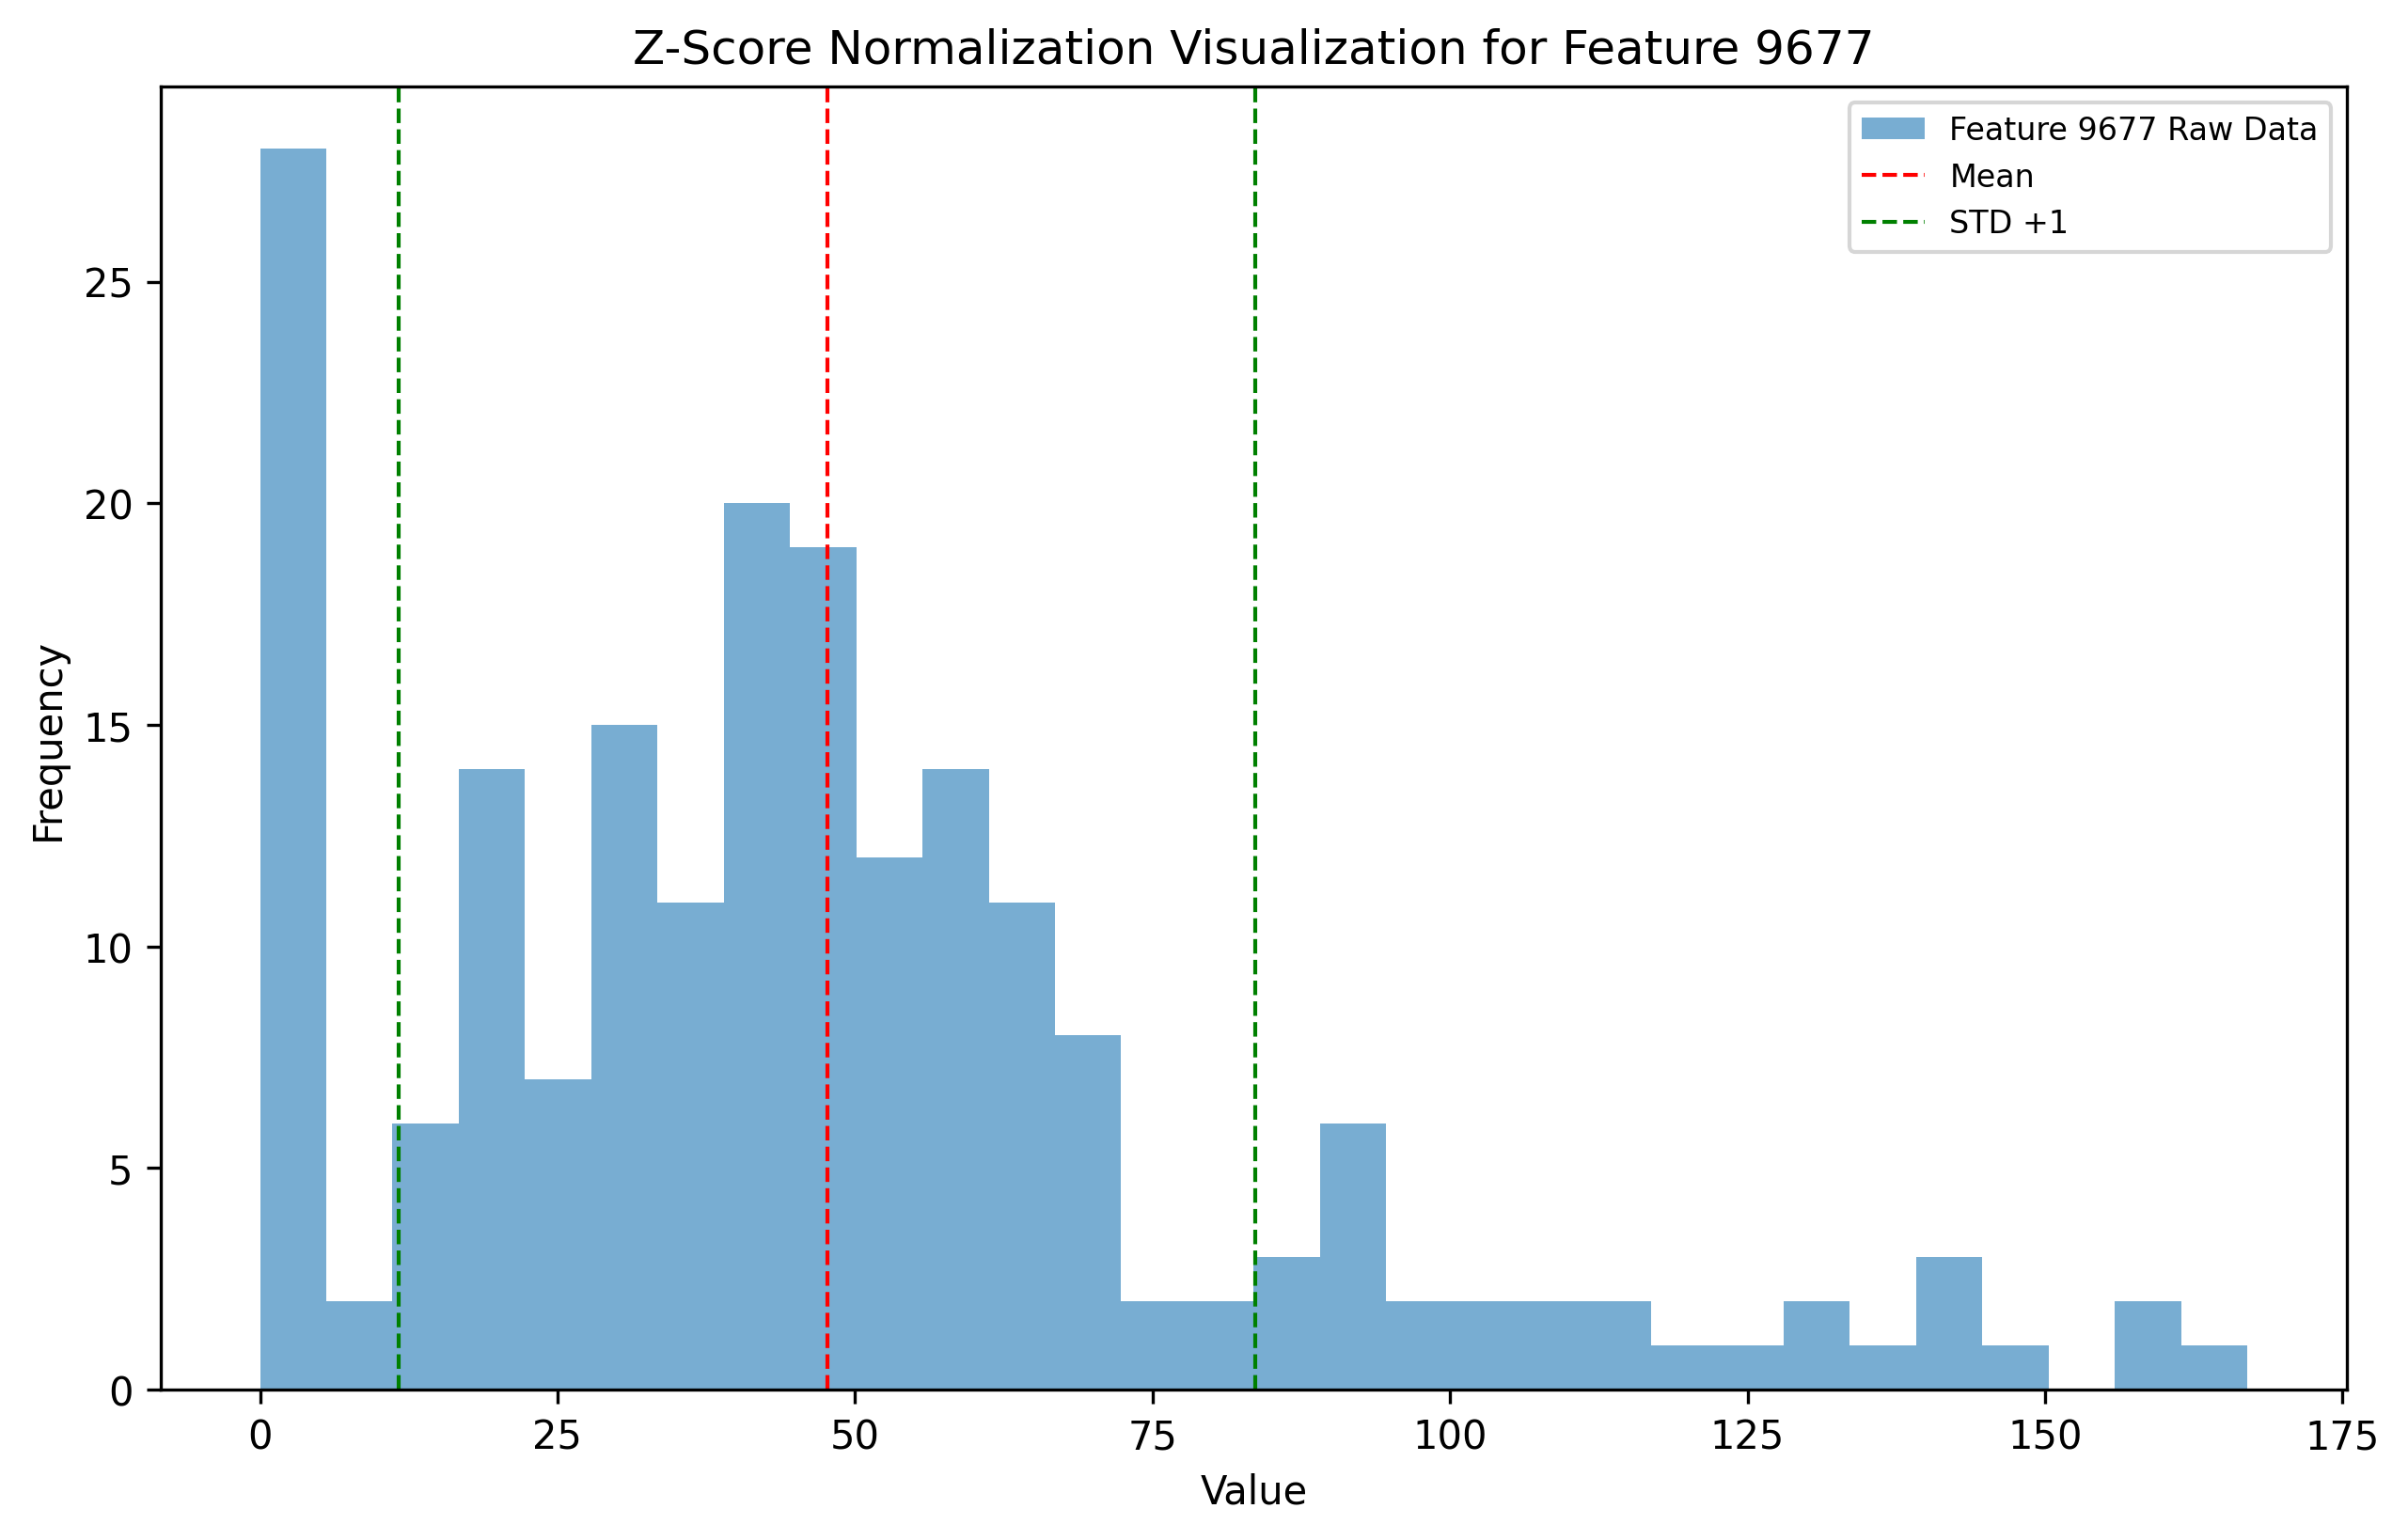 Z-Score Normalization Visualization for Feature 9677
Feature 9677 Raw Data
Mean
STD +1
Frequency
25
20
15
10
5
0
0 25 50 75 100 125 150 175
Value